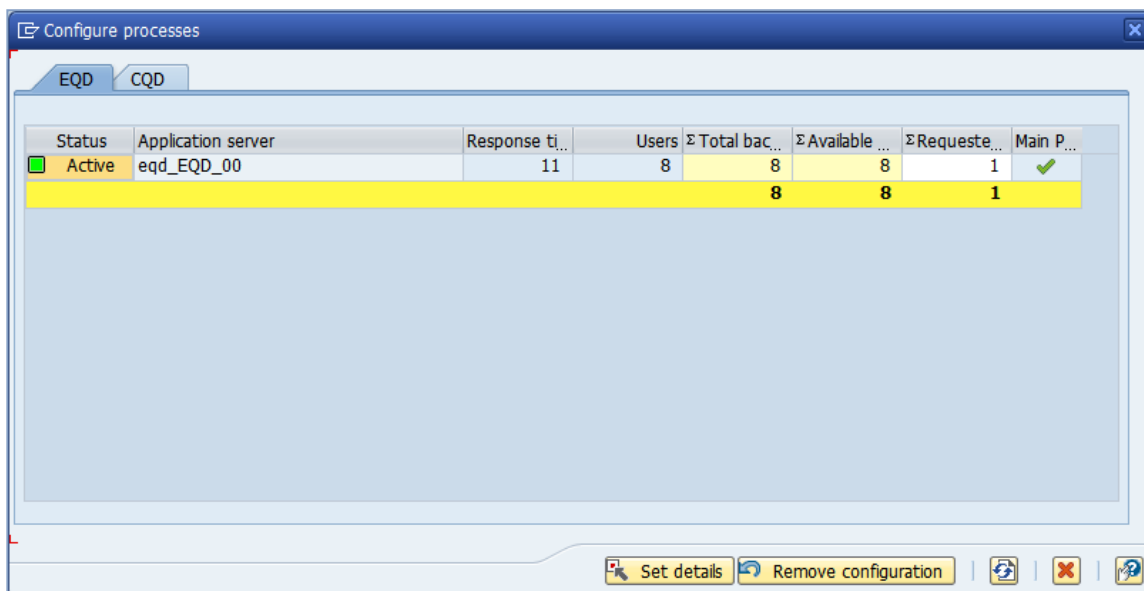 Configure processes
EQD CQD
Status Application server Response ti... Users Σ Total bac... Σ Available ... Σ Requeste... Main P...
Active eqd_EQD_00 11 8 8 8 1
8 8 1
Set details Remove configuration